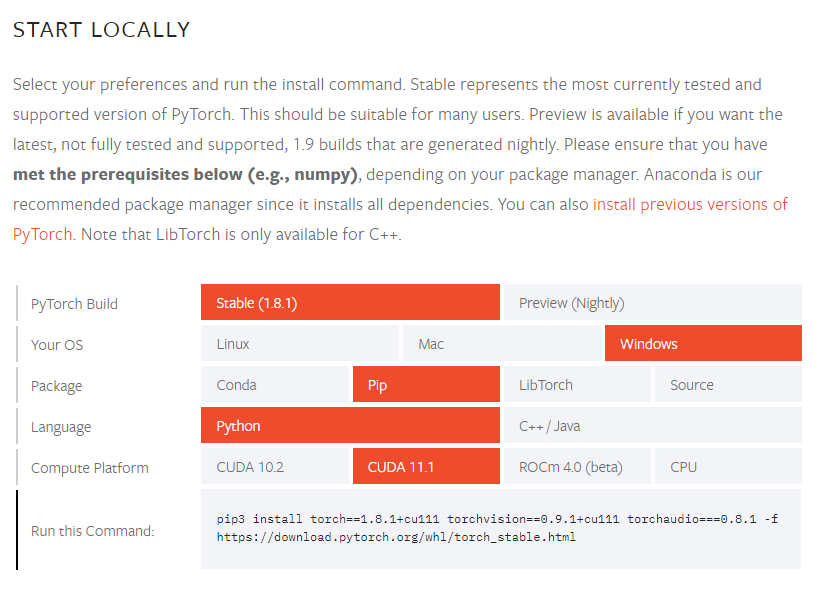 START LOCALLY
Select your preferences and run the install command. Stable represents the most currently tested and
supported version of PyTorch. This should be suitable for many users. Preview is available if you want the
latest, not fully tested and supported, 1.9 builds that are generated nightly. Please ensure that you have
met the prerequisites below (e.g., numpy), depending on your package manager. Anaconda is our
recommended package manager since it installs all dependencies. You can also install previous versions of
PyTorch. Note that LibTorch is only available for C++.
PyTorch Build Stable (1.8.1) Preview (Nightly)
Your OS Linux Mac Windows
Package Conda Pip LibTorch Source
Language Python C++ / Java
Compute Platform CUDA 10.2 CUDA 11.1 ROCm 4.0 (beta) CPU
Run this Command:
pip3 install torch==1.8.1+cu111 torchvision==0.9.1+cu111 torchaudio===0.8.1 -f
https://download.pytorch.org/whl/torch_stable.html